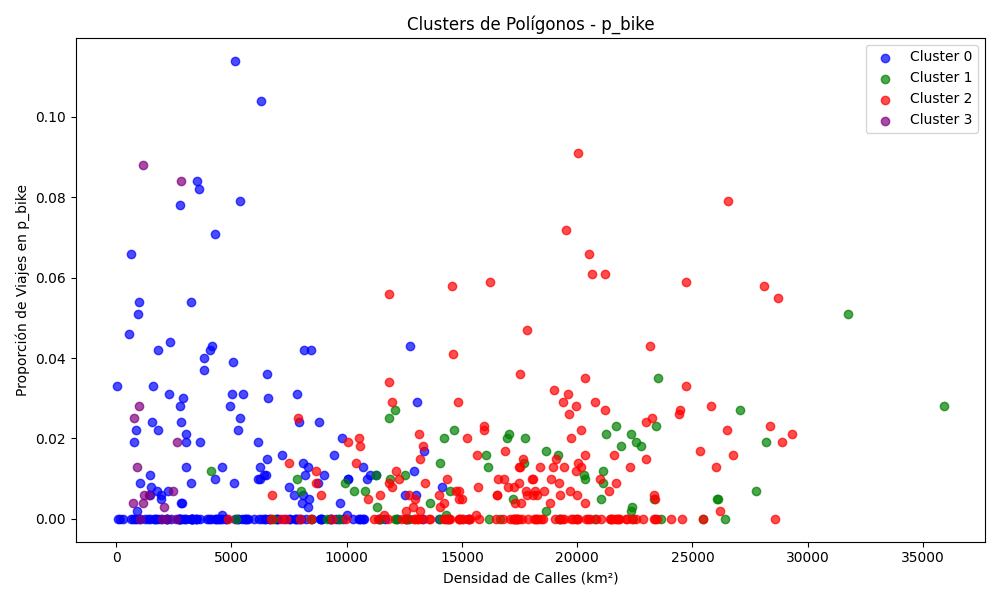 Clusters de Polígonos - p_bike
Cluster 0
Cluster 1
Cluster 2
Cluster 3
Proporción de Viajes en p_bike
0.10
0.08
0.06
0.04
0.02
0.00
0
5000
10000
15000
20000
25000
30000
35000
Densidad de Calles (km²)